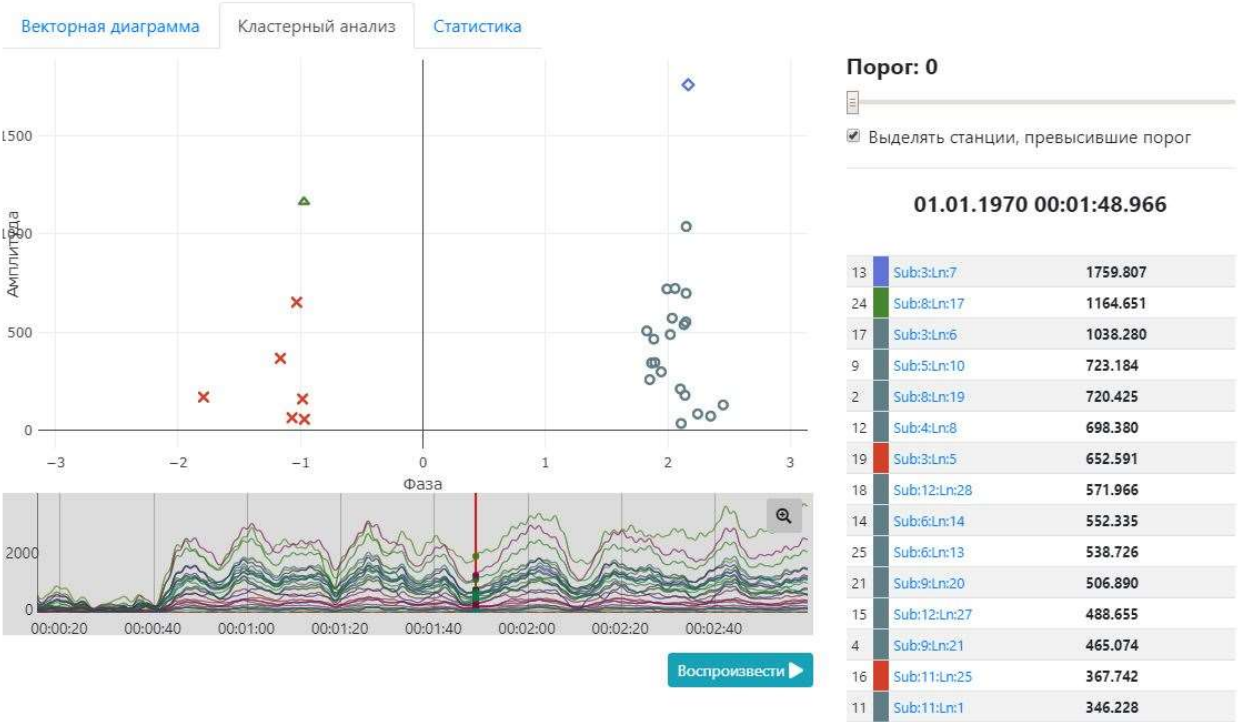 Векторная диаграмма Кластерный анализ Статистика
Порог: 0
Выделять станции, превысившие порог
01.01.1970 00:01:48.966
Амплитуда
1500
1000
500
0
−3 −2 −1 0 1 2 3
Фаза
2000
0
00:00:20 00:00:40 00:01:00 00:01:20 00:01:40 00:02:00 00:02:20 00:02:40
Воспроизвести
13 Sub:3:Ln:7 1759.807
24 Sub:8:Ln:17 1164.651
17 Sub:3:Ln:6 1038.280
9 Sub:5:Ln:10 723.184
2 Sub:8:Ln:19 720.425
12 Sub:4:Ln:8 698.380
19 Sub:3:Ln:5 652.591
18 Sub:12:Ln:28 571.966
14 Sub:6:Ln:14 552.335
25 Sub:6:Ln:13 538.726
21 Sub:9:Ln:20 506.890
15 Sub:12:Ln:27 488.655
4 Sub:9:Ln:21 465.074
16 Sub:11:Ln:25 367.742
11 Sub:11:Ln:1 346.228